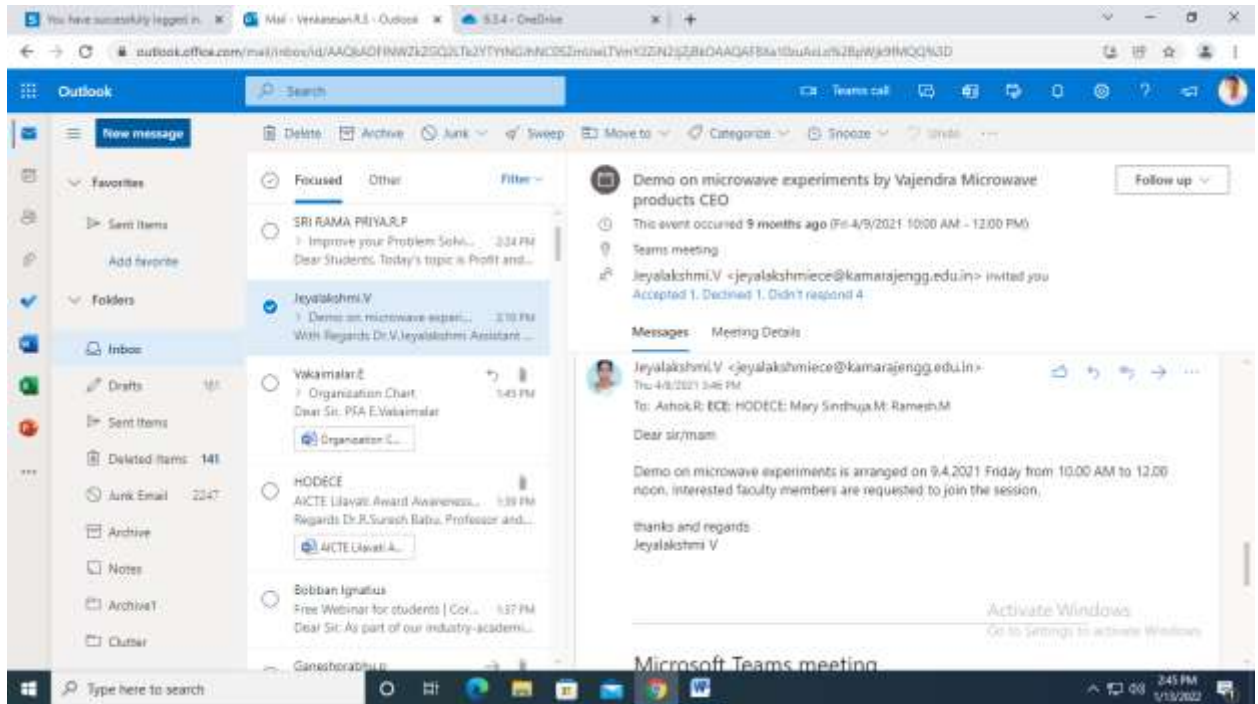 You have successfully logged in.
Mail - Venkatesan R.S - Outlook
5.3.4 - OneDrive
outlook.office.com/mail/inbox/id/
Outlook
Search
Teams call
New message
Delete
Archive
Junk
Sweep
Move to
Categorize
Snooze
Undo
Favorites
Sent Items
Add favorite
Folders
Inbox
Drafts 161
Sent Items
Deleted Items 141
Junk Email 2247
Archive
Notes
Archive1
Clutter
Focused Other Filter
SRI RAMA PRIYA.R.P
Improve your Problem Solvi... 2:24 PM
Dear Students, Today's topic is Profit and...
Jeyalakshmi.V
Demo on microwave experi... 2:10 PM
With Regards Dr.V.Jeyalakshmi Assistant ...
Vakaimalar.E
Organization Chart 1:45 PM
Dear Sir, PFA E.Vakaimalar
Organization C...
HODECE
AICTE Lilavati Award Awareness... 1:39 PM
Regards Dr.R.Suresh Babu, Professor and...
AICTE Lilavati A...
Bobban Ignatius
Free Webinar for students | Cor... 1:37 PM
Dear Sir, As part of our industry-academi...
Ganeshprabhu.p
Demo on microwave experiments by Vajendra Microwave
products CEO
Follow up
This event occurred 9 months ago (Fri 4/9/2021 10:00 AM - 12:00 PM)
Teams meeting
Jeyalakshmi.V <jeyalakshmiece@kamarajengg.edu.in> invited you
Accepted 1, Declined 1, Didn't respond 4
Messages Meeting Details
Jeyalakshmi.V <jeyalakshmiece@kamarajengg.edu.in>
Thu 4/8/2021 3:46 PM
To: Ashok.R; ECE; HODECE; Mary Sindhuja.M; Ramesh.M
Dear sir/mam
Demo on microwave experiments is arranged on 9.4.2021 Friday from 10.00 AM to 12.00
noon. Interested faculty members are requested to join the session.
thanks and regards
Jeyalakshmi V
Activate Windows
Go to Settings to activate Windows.
Microsoft Teams meeting
Type here to search
2:45 PM
1/13/2022